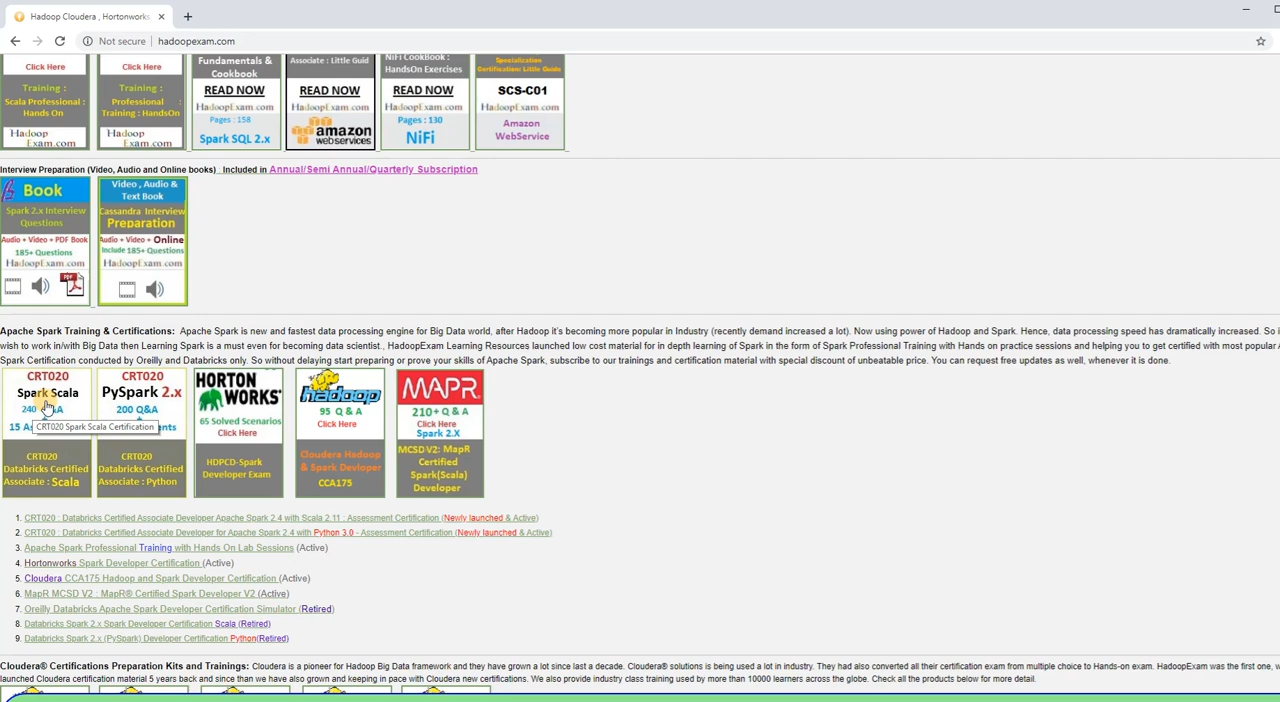 Hadoop Cloudera , Hortonworks
Not secure
hadoopexam.com
Click Here
Training :
Scala Professional :
Hands On
Hadoop
Exam.com
Click Here
Training :
Professional :
Training : HandsOn
Hadoop
Exam.com
Fundamentals &
Cookbook
READ NOW
HadoopExam.com
Pages : 158
Spark SQL 2.x
Associate : Little Guid
READ NOW
HadoopExam.com
amazon
webservices
NiFi CookBook :
HandsOn Exercises
READ NOW
HadoopExam.com
Pages : 130
NiFi
Specialization
Certification: Little Guide
SCS-C01
HadoopExam.com
Amazon
WebService
Interview Preparation (Video, Audio and Online books) : Included in Annual/Semi Annual/Quarterly Subscription
Book
Spark 2.x Interview
Questions
Audio + Video + PDF Book
185+ Questions
HadoopExam.com
PDF
Video , Audio &
Text Book
Cassandra Interview
Preparation
Audio + Video + Online
Include 185+ Questions
HadoopExam.com
Apache Spark Training & Certifications: Apache Spark is new and fastest data processing engine for Big Data world, after Hadoop it's becoming more popular in Industry (recently demand increased a lot). Now using power of Hadoop and Spark. Hence, data processing speed has dramatically increased. So i
wish to work in/with Big Data then Learning Spark is a must even for becoming data scientist., HadoopExam Learning Resources launched low cost material for in depth learning of Spark in the form of Spark Professional Training with Hands on practice sessions and helping you to get certified with most popular
Spark Certification conducted by Oreilly and Databricks only. So without delaying start preparing or prove your skills of Apache Spark, subscribe to our trainings and certification material with special discount of unbeatable price. You can request free updates as well, whenever it is done.
CRT020
Spark Scala
240
15 As
CRT020 Spark Scala Certification
CRT020
Databricks Certified
Associate : Scala
CRT020
PySpark 2.x
200 Q&A
CRT020
Databricks Certified
Associate : Python
HORTON
WORKS
65 Solved Scenarios
Click Here
HDPCD-Spark
Developer Exam
hadoop
95 Q & A
Click Here
Cloudera Hadoop
& Spark Devloper
CCA175
MAPR
210+ Q & A
Click Here
Spark 2.X
MCSD V2: MapR
Certified
Spark(Scala)
Developer
1. CRT020 : Databricks Certified Associate Developer Apache Spark 2.4 with Scala 2.11 : Assessment Certification (Newly launched & Active)
2. CRT020 : Databricks Certified Associate Developer for Apache Spark 2.4 with Python 3.0 - Assessment Certification (Newly launched & Active)
3. Apache Spark Professional Training with Hands On Lab Sessions (Active)
4. Hortonworks Spark Developer Certification (Active)
5. Cloudera CCA175 Hadoop and Spark Developer Certification (Active)
6. MapR MCSD V2 : MapR® Certified Spark Developer V2 (Active)
7. Oreilly Databricks Apache Spark Developer Certification Simulator (Retired)
8. Databricks Spark 2.x Spark Developer Certification Scala (Retired)
9. Databricks Spark 2.x (PySpark) Developer Certification Python(Retired)
Cloudera® Certifications Preparation Kits and Trainings: Cloudera is a pioneer for Hadoop Big Data framework and they have grown a lot since last a decade. Cloudera® solutions is being used a lot in industry. They had also converted all their certification exam from multiple choice to Hands-on exam. HadoopExam was the first one, w
launched Cloudera certification material 5 years back and since than we have also grown and keeping in pace with Cloudera new certifications. We also provide industry class training used by more than 10000 learners across the globe. Check all the products below for more detail.